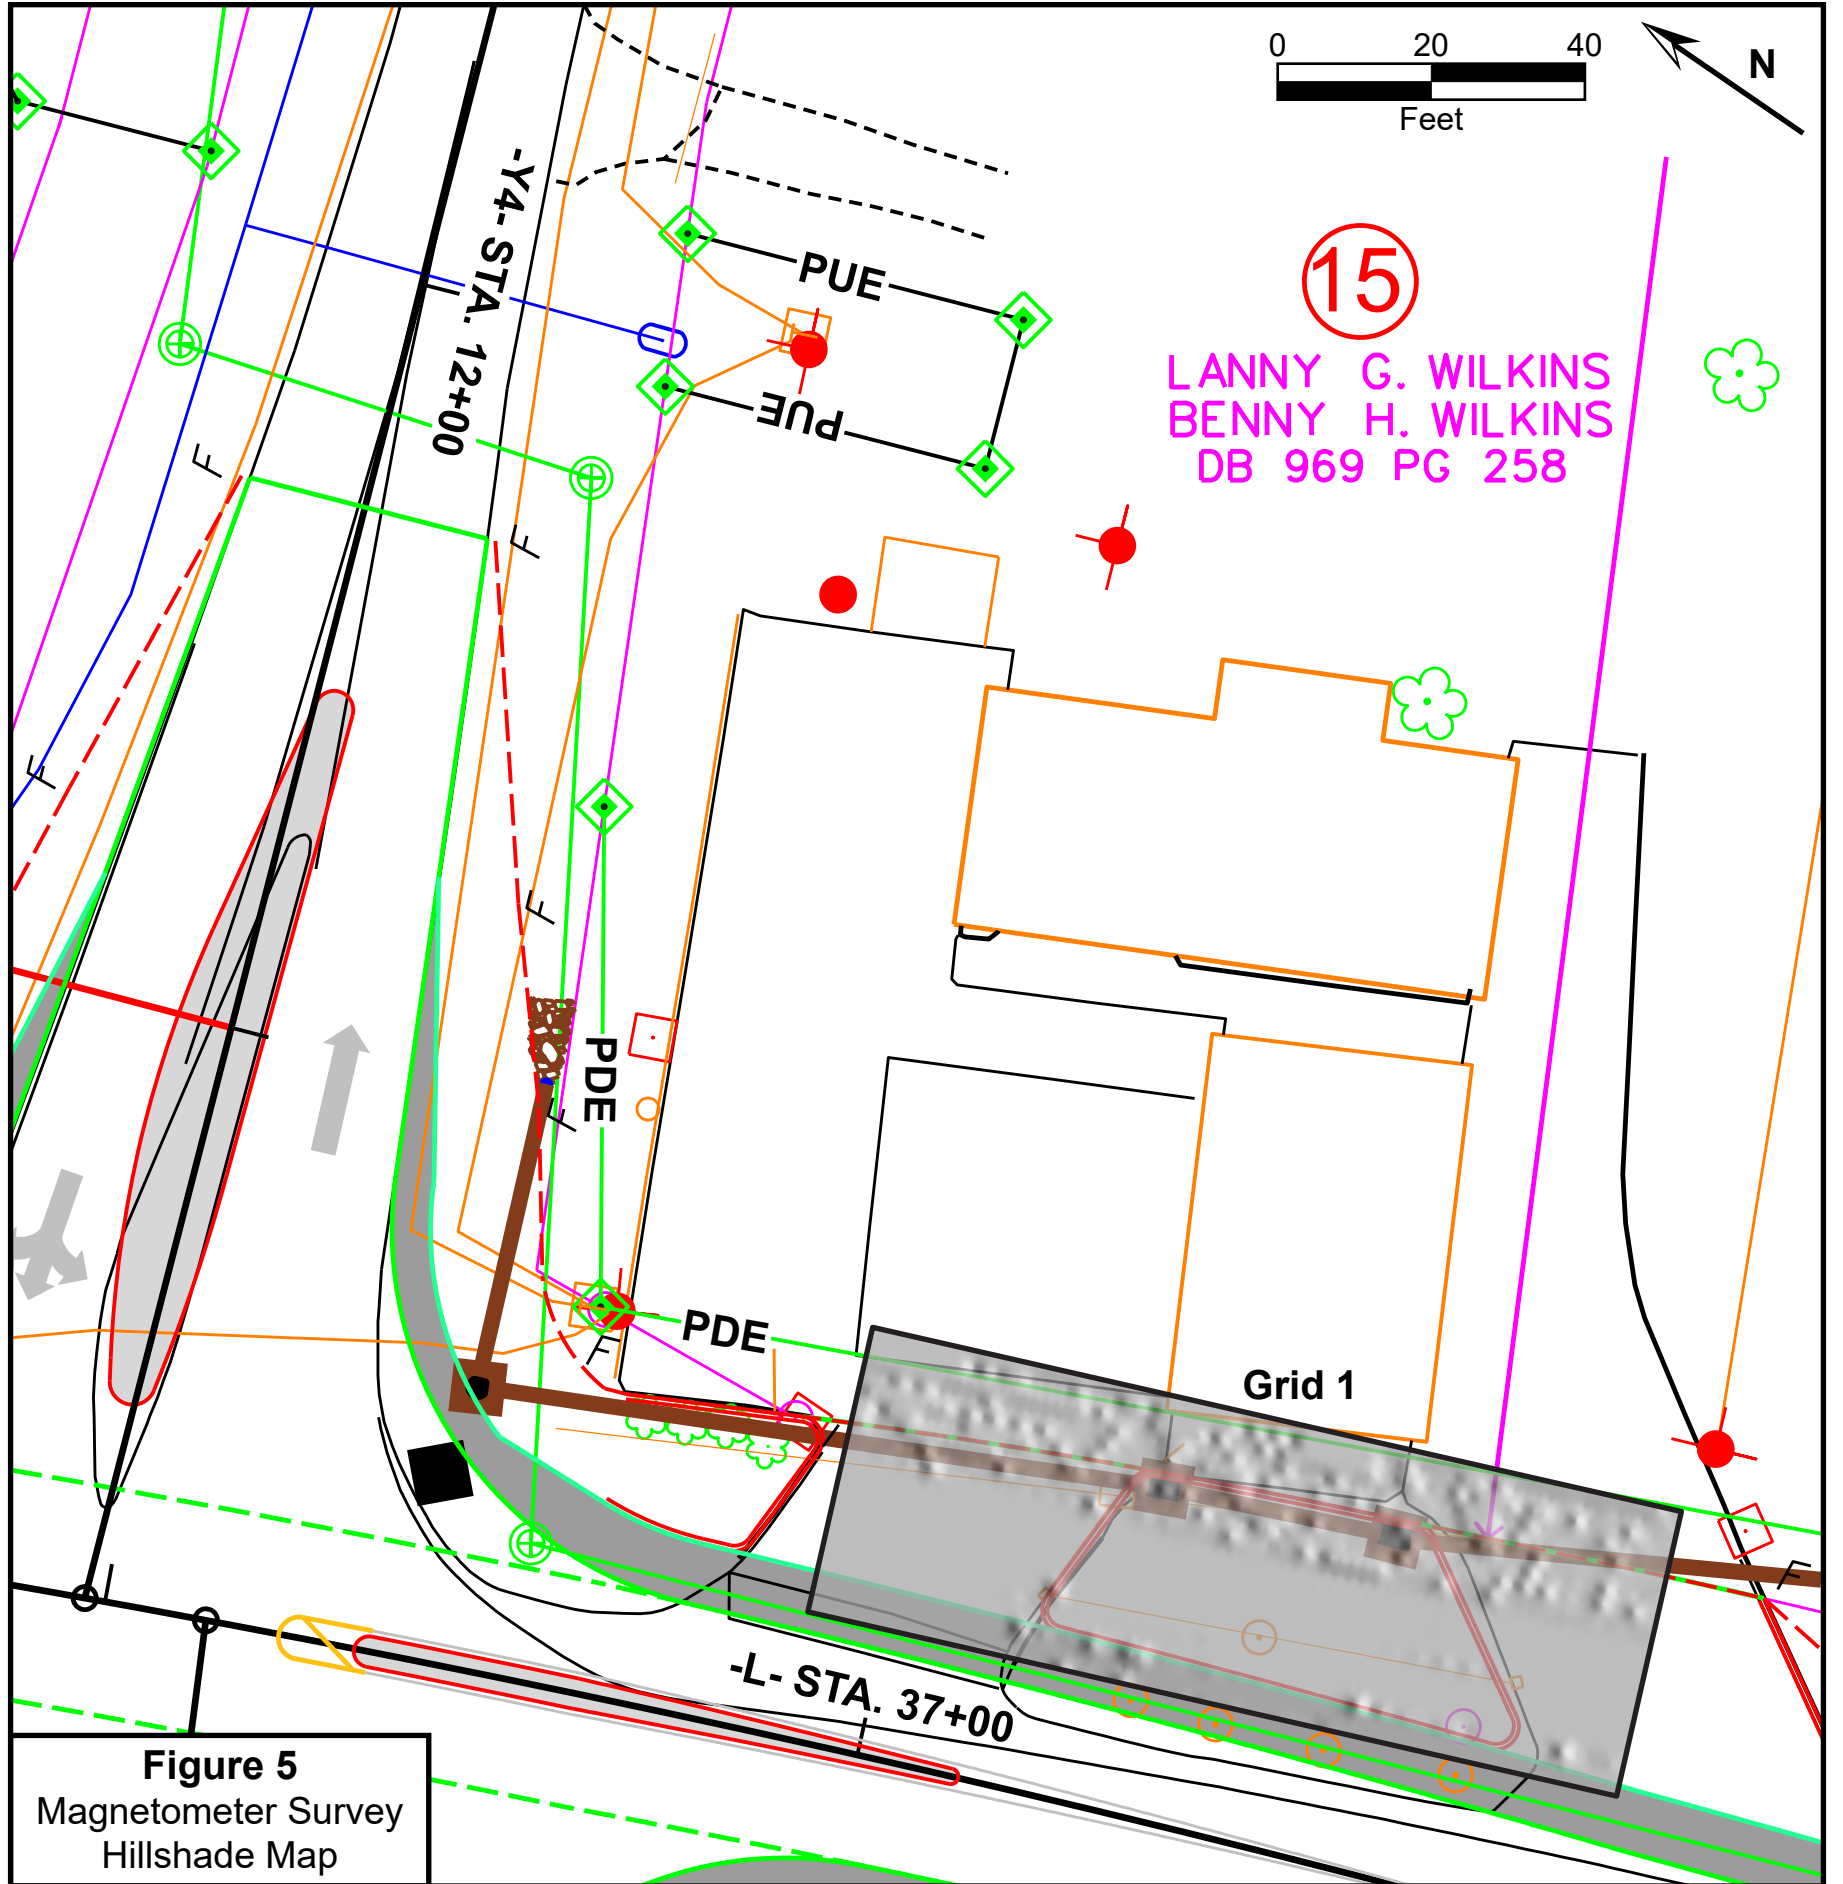 0 20 40
Feet
N
-Y4- STA. 12+00
PUE
PUE
15
LANNY G. WILKINS
BENNY H. WILKINS
DB 969 PG 258
F
F
F
F
F
PDE
PDE
F
F
Grid 1
-L- STA. 37+00
Figure 5
Magnetometer Survey
Hillshade Map